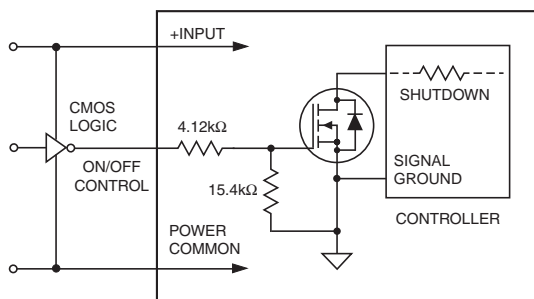 +INPUT
CMOS
LOGIC
4.12kΩ
SHUTDOWN
ON/OFF
CONTROL
15.4kΩ
SIGNAL
GROUND
POWER
COMMON
CONTROLLER